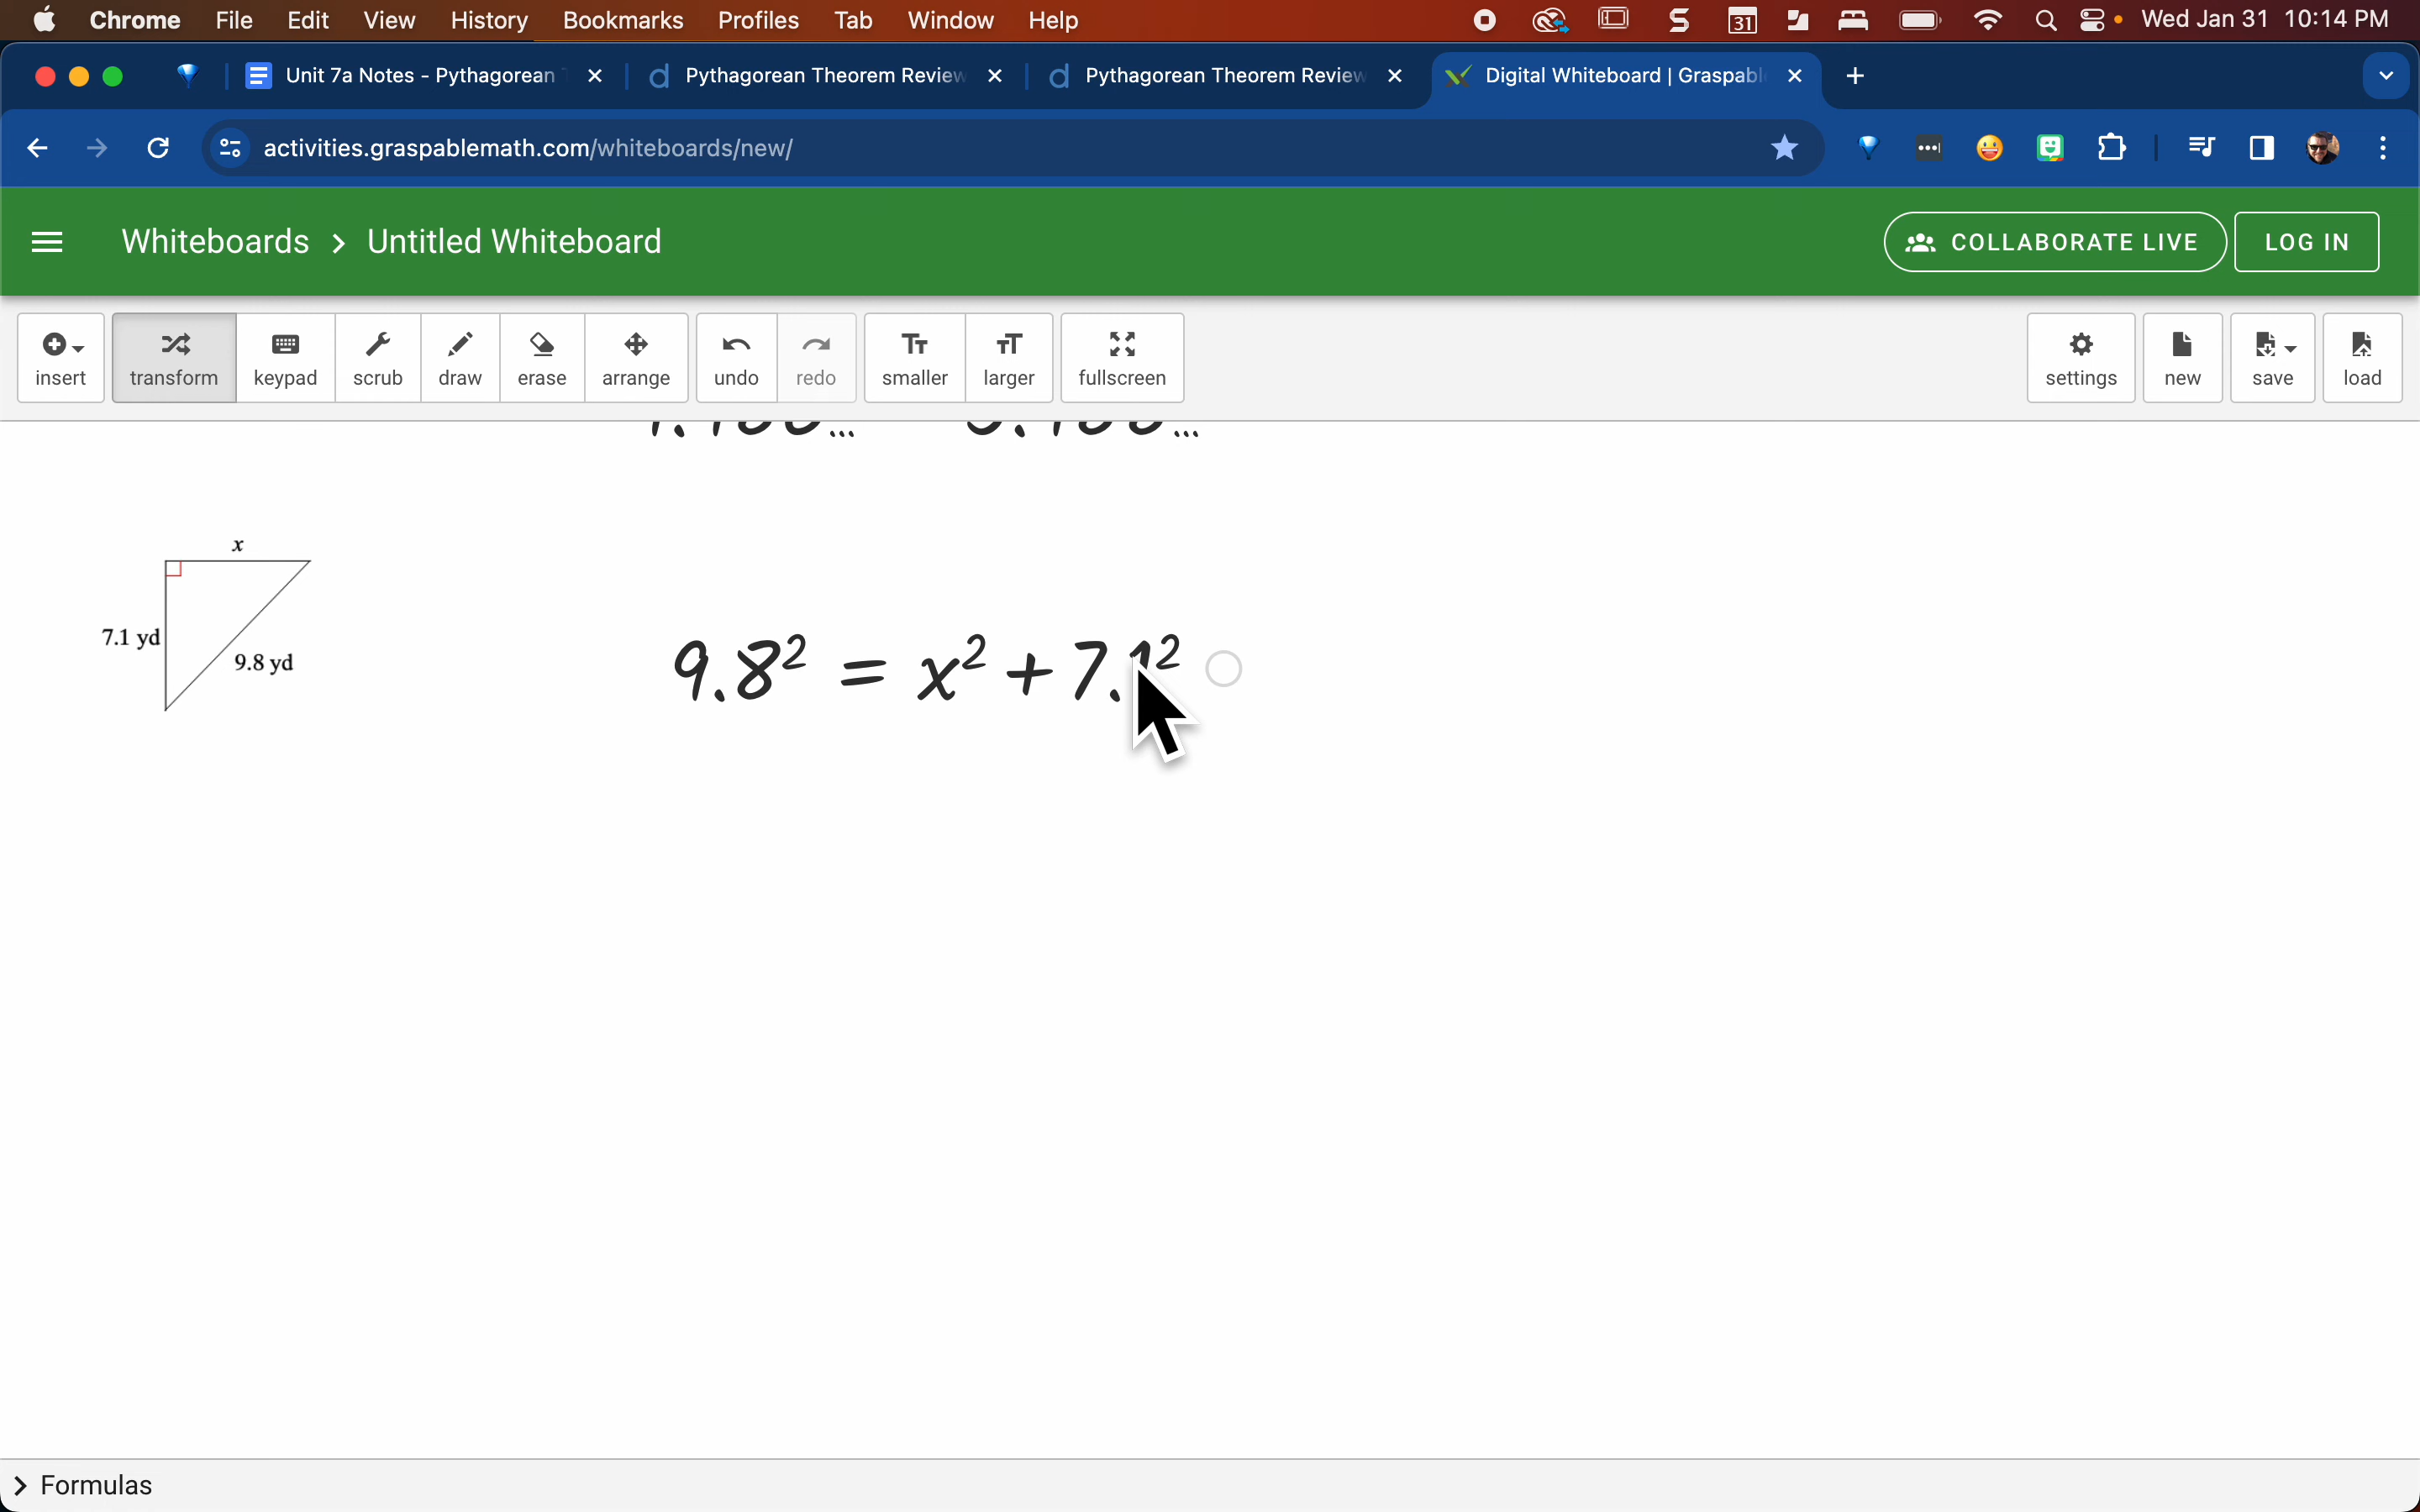 Chrome File Edit View History Bookmarks Profiles Tab Window Help 31 Wed Jan 31 10:14 PM
Unit 7a Notes - Pythagorean Pythagorean Theorem Review Pythagorean Theorem Review Digital Whiteboard | Graspabl
activities.graspablemath.com/whiteboards/new/
Whiteboards > Untitled Whiteboard COLLABORATE LIVE LOG IN
insert transform keypad scrub draw erase arrange undo redo smaller larger fullscreen settings new save load
x
7.1 yd
9.8 yd
9.8² = x² + 7.1²
Formulas